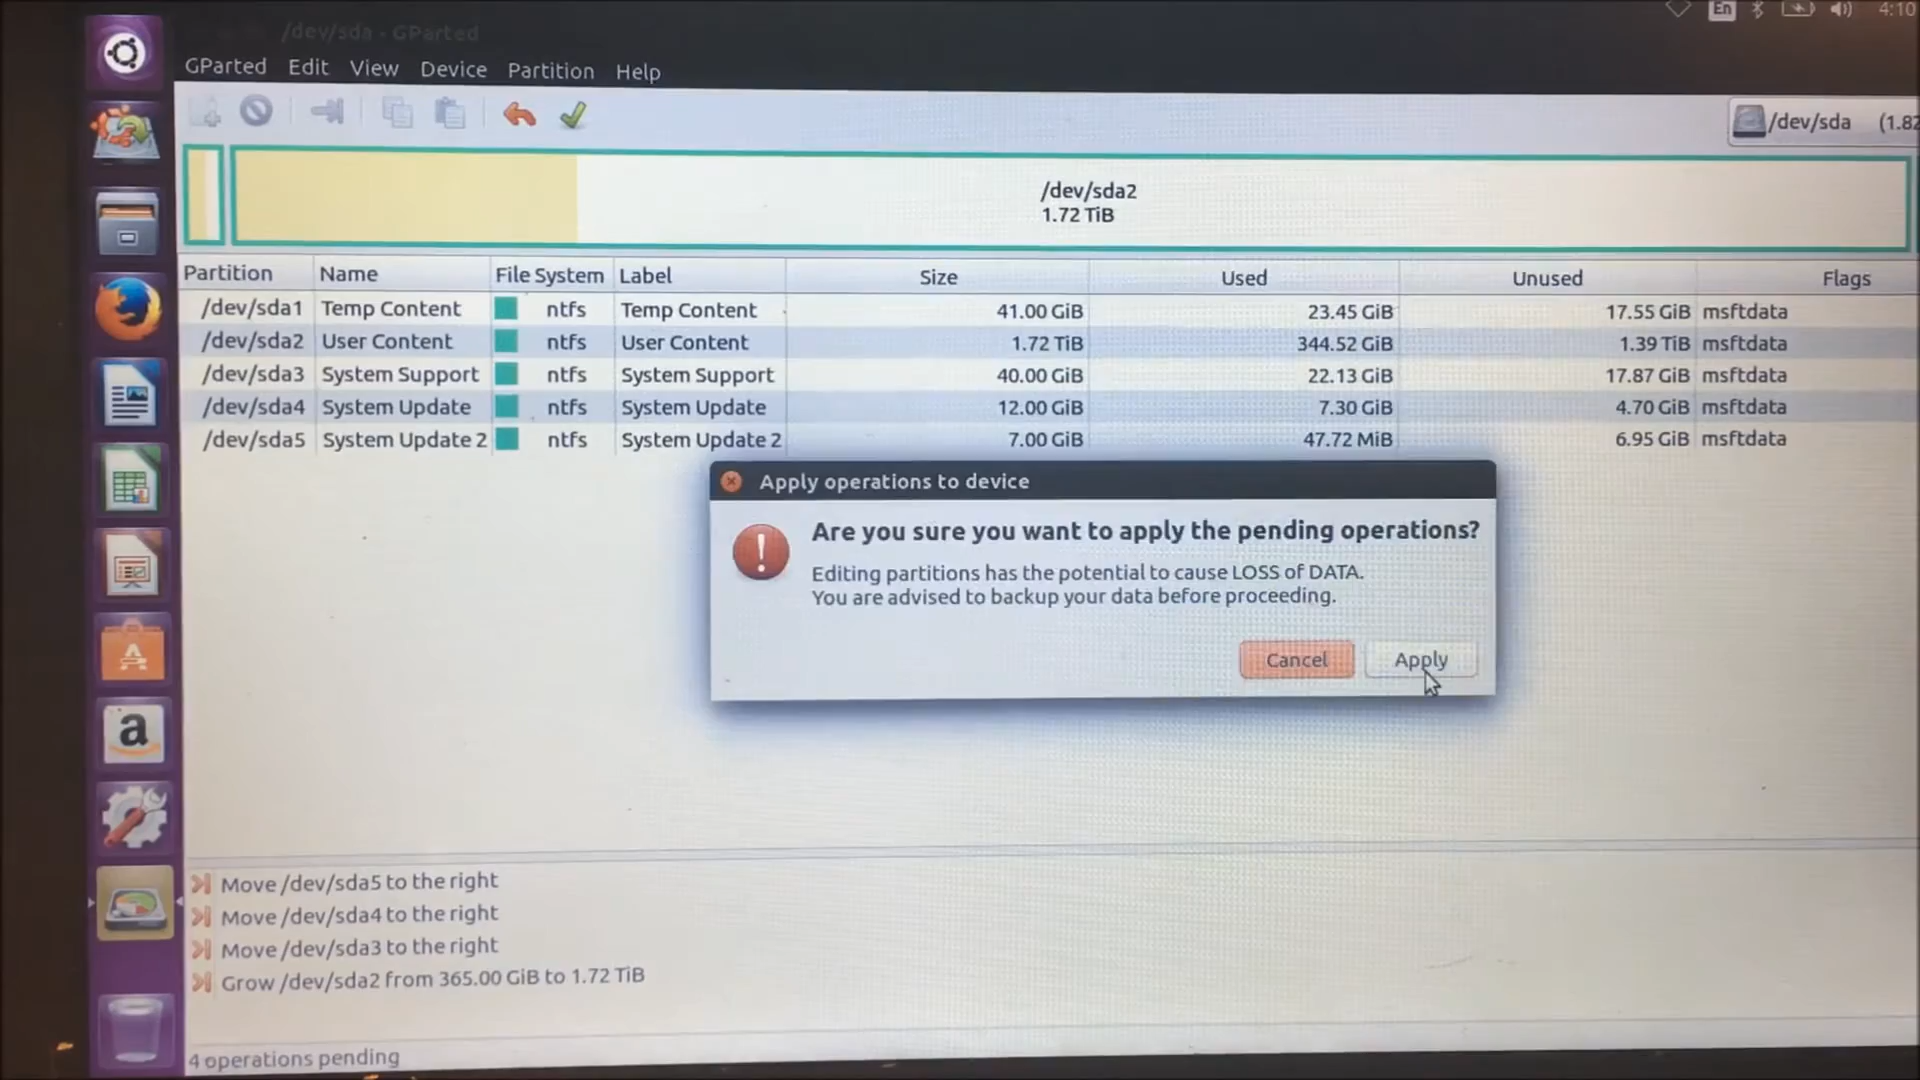 /dev/sda - GParted
En
4:10
GParted Edit View Device Partition Help
/dev/sda (1.82
/dev/sda2
1.72 TiB
Partition Name File System Label Size Used Unused Flags
/dev/sda1 Temp Content ntfs Temp Content 41.00 GiB 23.45 GiB 17.55 GiB msftdata
/dev/sda2 User Content ntfs User Content 1.72 TiB 344.52 GiB 1.39 TiB msftdata
/dev/sda3 System Support ntfs System Support 40.00 GiB 22.13 GiB 17.87 GiB msftdata
/dev/sda4 System Update ntfs System Update 12.00 GiB 7.30 GiB 4.70 GiB msftdata
/dev/sda5 System Update 2 ntfs System Update 2 7.00 GiB 47.72 MiB 6.95 GiB msftdata
Apply operations to device
Are you sure you want to apply the pending operations?
Editing partitions has the potential to cause LOSS of DATA.
You are advised to backup your data before proceeding.
Cancel Apply
a
Move /dev/sda5 to the right
Move /dev/sda4 to the right
Move /dev/sda3 to the right
Grow /dev/sda2 from 365.00 GiB to 1.72 TiB
4 operations pending